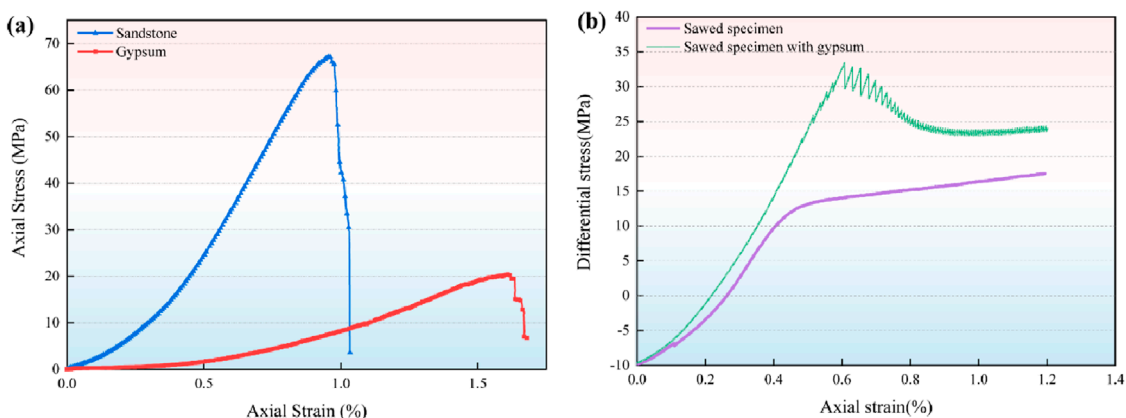 (a)
Sandstone
Gypsum
70
60
50
40
30
20
10
0
Axial Stress (MPa)
0.0 0.5 1.0 1.5
Axial Strain (%)
(b)
Sawed specimen
Sawed specimen with gypsum
40
35
30
25
20
15
10
5
0
-5
-10
Differential stress(MPa)
0.0 0.2 0.4 0.6 0.8 1.0 1.2 1.4
Axial strain(%)